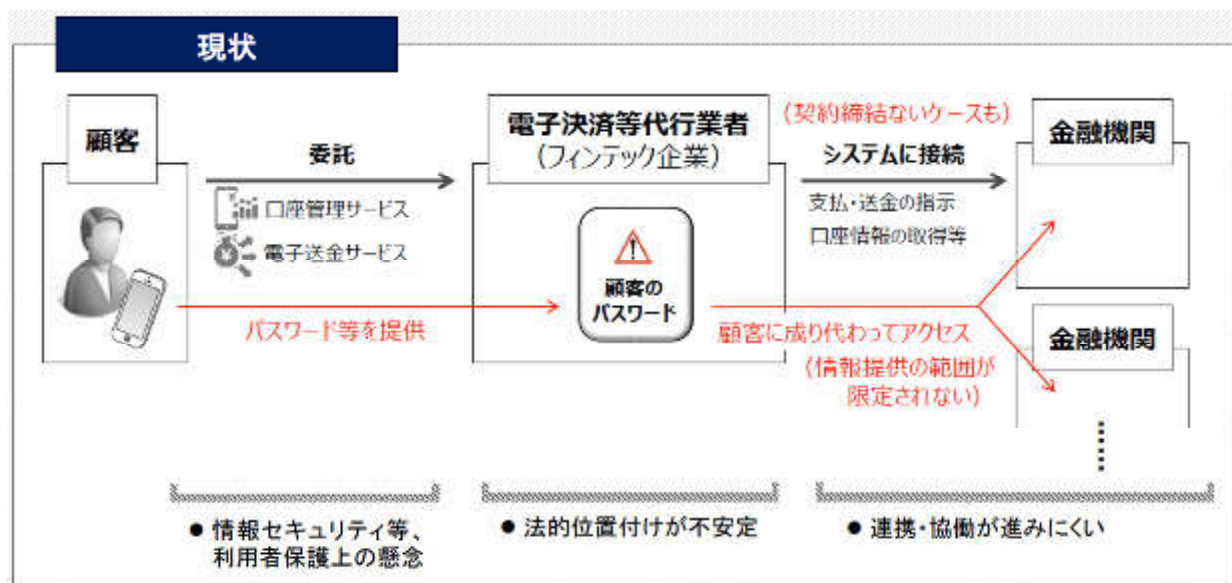 現状
顧客
委託
口座管理サービス
電子送金サービス
パスワード等を提供
電子決済等代行業者
(フィンテック企業)
顧客の
パスワード
(契約締結ないケースも)
システムに接続
支払・送金の指示
口座情報の取得等
顧客に成り代わってアクセス
(情報提供の範囲が
限定されない)
金融機関
金融機関
● 情報セキュリティ等、
利用者保護上の懸念
● 法的位置付けが不安定
● 連携・協働が進みにくい